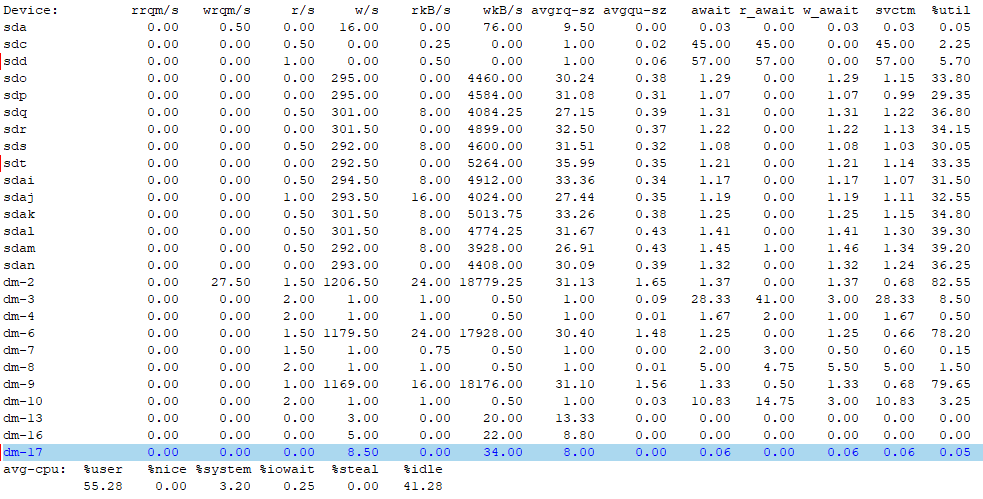 Device: rrqm/s wrqm/s r/s w/s rkB/s wkB/s avgrq-sz avgqu-sz await r_await w_await svctm %util
sda 0.00 0.50 0.00 16.00 0.00 76.00 9.50 0.00 0.03 0.00 0.03 0.03 0.05
sdc 0.00 0.00 0.50 0.00 0.25 0.00 1.00 0.02 45.00 45.00 0.00 45.00 2.25
sdd 0.00 0.00 1.00 0.00 0.50 0.00 1.00 0.06 57.00 57.00 0.00 57.00 5.70
sdo 0.00 0.00 0.00 295.00 0.00 4460.00 30.24 0.38 1.29 0.00 1.29 1.15 33.80
sdp 0.00 0.00 0.00 295.00 0.00 4584.00 31.08 0.31 1.07 0.00 1.07 0.99 29.35
sdq 0.00 0.00 0.50 301.00 8.00 4084.25 27.15 0.39 1.31 0.00 1.31 1.22 36.80
sdr 0.00 0.00 0.00 301.50 0.00 4899.00 32.50 0.37 1.22 0.00 1.22 1.13 34.15
sds 0.00 0.00 0.50 292.00 8.00 4600.00 31.51 0.32 1.08 0.00 1.08 1.03 30.05
sdt 0.00 0.00 0.00 292.50 0.00 5264.00 35.99 0.35 1.21 0.00 1.21 1.14 33.35
sdai 0.00 0.00 0.50 294.50 8.00 4912.00 33.36 0.34 1.17 0.00 1.17 1.07 31.50
sdaj 0.00 0.00 1.00 293.50 16.00 4024.00 27.44 0.35 1.19 0.00 1.19 1.11 32.55
sdak 0.00 0.00 0.50 301.50 8.00 5013.75 33.26 0.38 1.25 0.00 1.25 1.15 34.80
sdal 0.00 0.00 0.50 301.50 8.00 4774.25 31.67 0.43 1.41 0.00 1.41 1.30 39.30
sdam 0.00 0.00 0.50 292.00 8.00 3928.00 26.91 0.43 1.45 1.00 1.46 1.34 39.20
sdan 0.00 0.00 0.00 293.00 0.00 4408.00 30.09 0.39 1.32 0.00 1.32 1.24 36.25
dm-2 0.00 27.50 1.50 1206.50 24.00 18779.25 31.13 1.65 1.37 0.00 1.37 0.68 82.55
dm-3 0.00 0.00 2.00 1.00 1.00 0.50 1.00 0.09 28.33 41.00 3.00 28.33 8.50
dm-4 0.00 0.00 2.00 1.00 1.00 0.50 1.00 0.01 1.67 2.00 1.00 1.67 0.50
dm-6 0.00 0.00 1.50 1179.50 24.00 17928.00 30.40 1.48 1.25 0.00 1.25 0.66 78.20
dm-7 0.00 0.00 1.50 1.00 0.75 0.50 1.00 0.00 2.00 3.00 0.50 0.60 0.15
dm-8 0.00 0.00 2.00 1.00 1.00 0.50 1.00 0.01 5.00 4.75 5.50 5.00 1.50
dm-9 0.00 0.00 1.00 1169.00 16.00 18176.00 31.10 1.56 1.33 0.50 1.33 0.68 79.65
dm-10 0.00 0.00 2.00 1.00 1.00 0.50 1.00 0.03 10.83 14.75 3.00 10.83 3.25
dm-13 0.00 0.00 0.00 3.00 0.00 20.00 13.33 0.00 0.00 0.00 0.00 0.00 0.00
dm-16 0.00 0.00 0.00 5.00 0.00 22.00 8.80 0.00 0.00 0.00 0.00 0.00 0.00
dm-17 0.00 0.00 0.00 8.50 0.00 34.00 8.00 0.00 0.06 0.00 0.06 0.06 0.05
avg-cpu: %user %nice %system %iowait %steal %idle
55.28 0.00 3.20 0.25 0.00 41.28